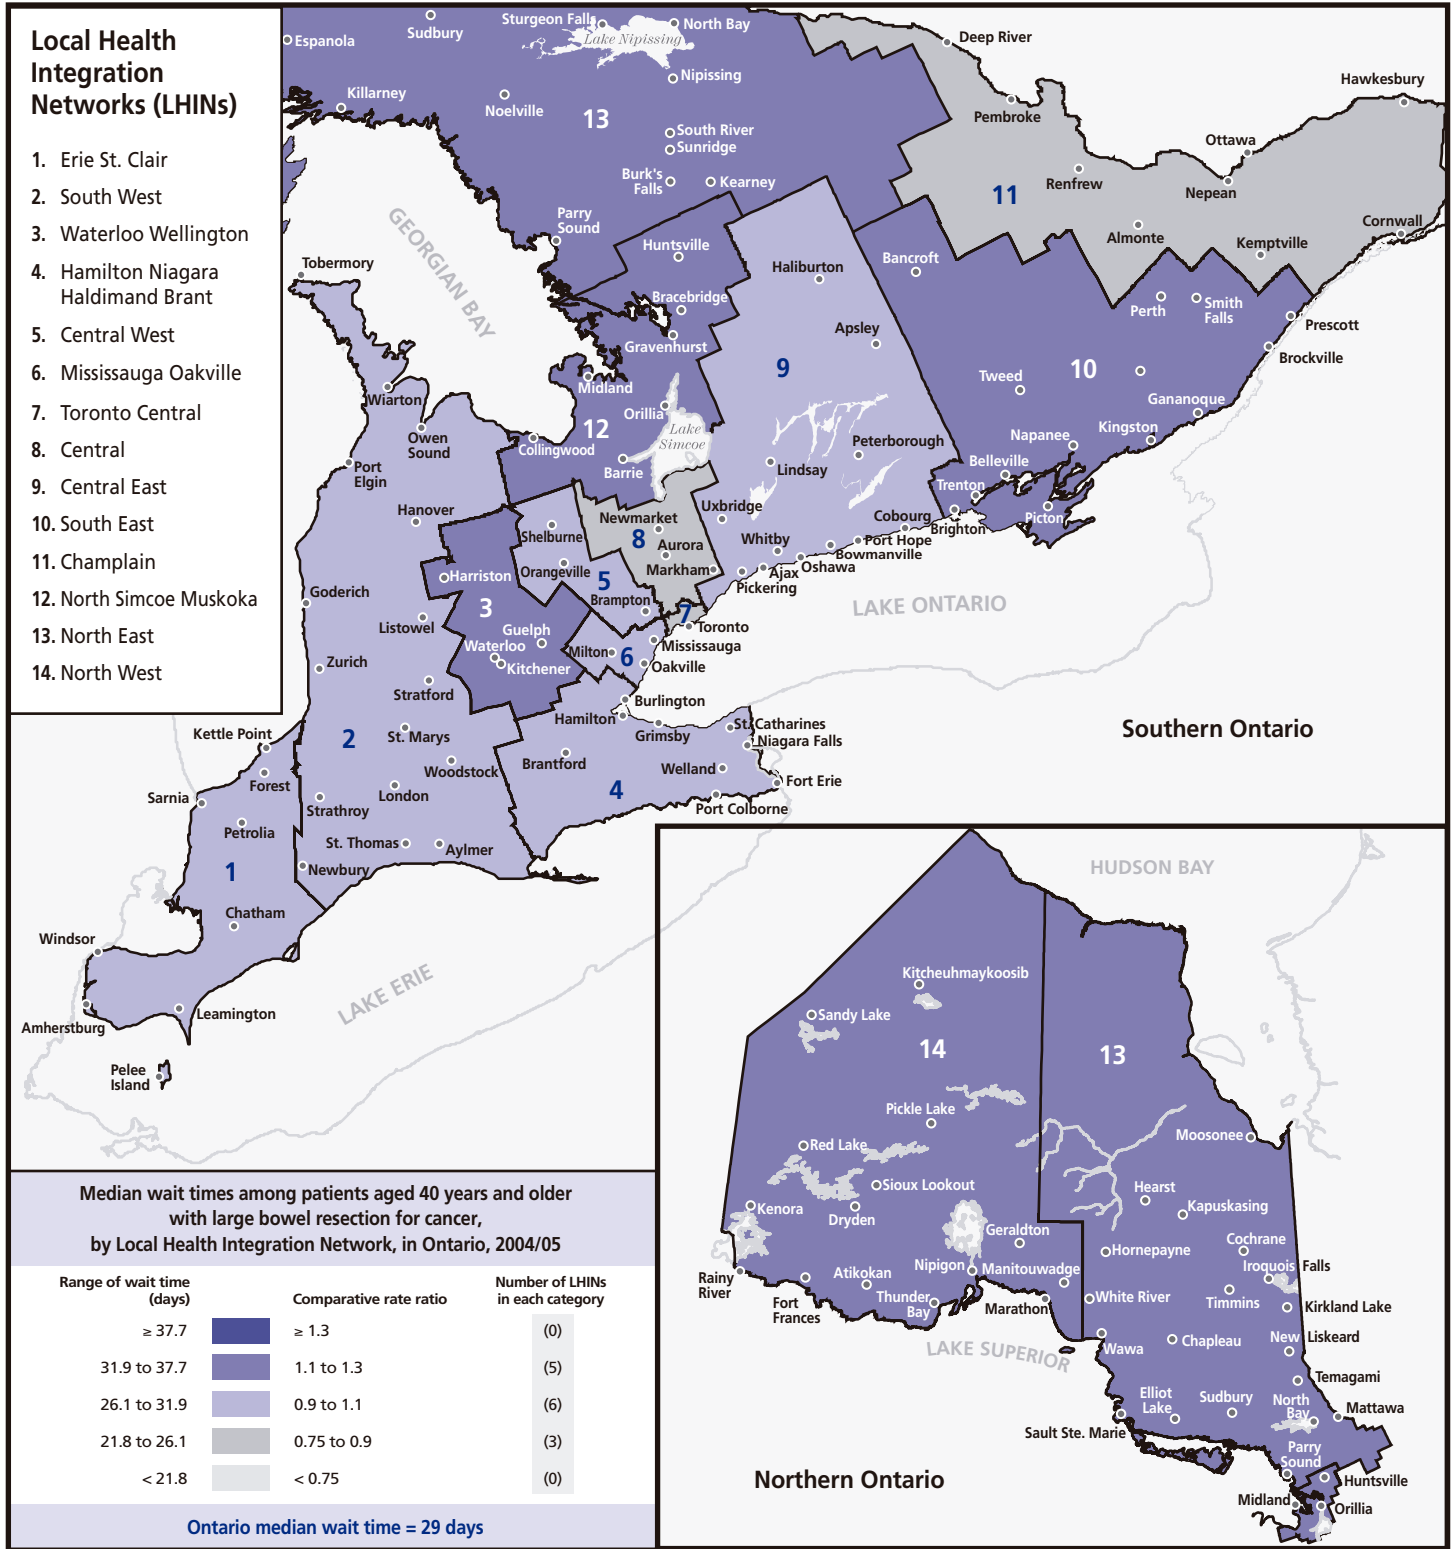 Local Health
Integration
Networks (LHINs)
1. Erie St. Clair
2. South West
3. Waterloo Wellington
4. Hamilton Niagara
Haldimand Brant
5. Central West
6. Mississauga Oakville
7. Toronto Central
8. Central
9. Central East
10. South East
11. Champlain
12. North Simcoe Muskoka
13. North East
14. North West
Espanola
Sudbury
Sturgeon Falls
North Bay
Lake Nipissing
Deep River
Nipissing
Killarney
Noelville
13
Pembroke
Hawkesbury
South River
Sunridge
Ottawa
Burk's
Falls
Kearney
Renfrew
Nepean
11
Parry
Sound
GEORGIAN BAY
Almonte
Cornwall
Kemptville
Huntsville
Tobermory
Haliburton
Bancroft
Bracebridge
Perth
Smith
Falls
Prescott
Gravenhurst
Apsley
Brockville
9
10
Midland
Tweed
Wiarton
Orillia
Gananoque
12
Lake
Simcoe
Owen
Sound
Collingwood
Kingston
Napanee
Peterborough
Barrie
Lindsay
Belleville
Port
Elgin
Trenton
Hanover
Newmarket
Uxbridge
Cobourg
Picton
Brighton
Shelburne
8
Aurora
Whitby
Port Hope
Bowmanville
Oshawa
Ajax
Pickering
Orangeville
Markham
Harriston
5
Brampton
Goderich
3
7
LAKE ONTARIO
Listowel
Guelph
Toronto
Waterloo
Kitchener
Milton
6
Mississauga
Oakville
Zurich
Stratford
Burlington
Hamilton
St. Catharines
Grimsby
Niagara Falls
Southern Ontario
Kettle Point
2
St. Marys
Brantford
Welland
Woodstock
Forest
Fort Erie
4
Sarnia
London
Strathroy
Port Colborne
Petrolia
St. Thomas
Aylmer
1
Newbury
Chatham
Windsor
LAKE ERIE
Leamington
Amherstburg
Pelee
Island
HUDSON BAY
Kitcheuhmaykoosib
Sandy Lake
14
13
Pickle Lake
Red Lake
Moosonee
Sioux Lookout
Hearst
Kenora
Dryden
Kapuskasing
Geraldton
Cochrane
Hornepayne
Iroquois Falls
Rainy
River
Atikokan
Nipigon
Manitouwadge
Fort
Frances
Thunder
Bay
Marathon
White River
Timmins
Kirkland Lake
LAKE SUPERIOR
Wawa
Chapleau
New Liskeard
Temagami
Elliot
Lake
Sudbury
North
Bay
Mattawa
Sault Ste. Marie
Parry
Sound
Huntsville
Midland
Orillia
Northern Ontario
Median wait times among patients aged 40 years and older
with large bowel resection for cancer,
by Local Health Integration Network, in Ontario, 2004/05
Range of wait time
(days)
Comparative rate ratio
Number of LHINs
in each category
≥ 37.7 ≥ 1.3 (0)
31.9 to 37.7 1.1 to 1.3 (5)
26.1 to 31.9 0.9 to 1.1 (6)
21.8 to 26.1 0.75 to 0.9 (3)
< 21.8 < 0.75 (0)
Ontario median wait time = 29 days